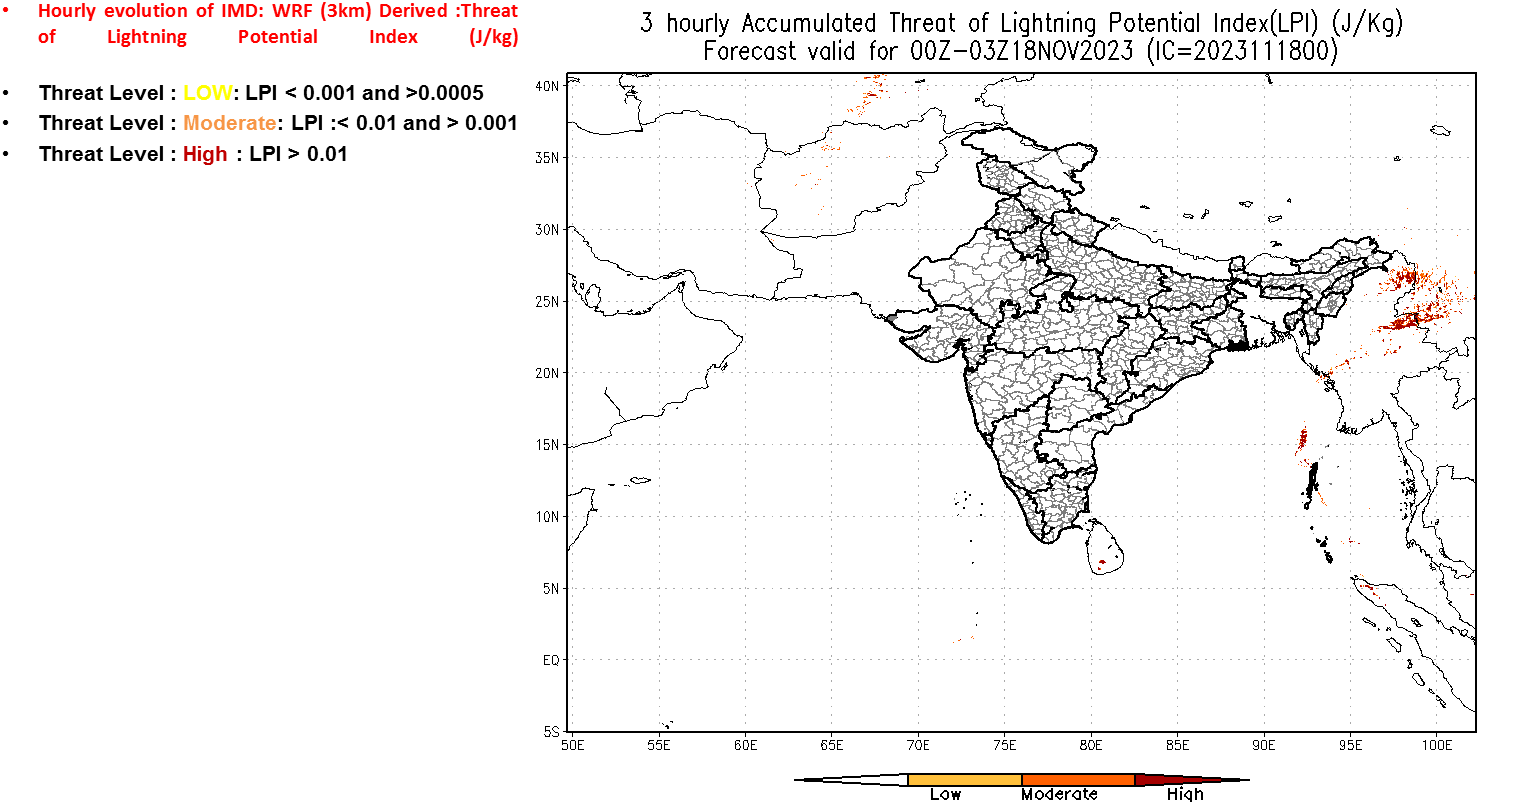 • Hourly evolution of IMD: WRF (3km) Derived :Threat
of Lightning Potential Index (J/kg)
• Threat Level : LOW: LPI < 0.001 and >0.0005
• Threat Level : Moderate: LPI :< 0.01 and > 0.001
• Threat Level : High : LPI > 0.01
3 hourly Accumulated Threat of Lightning Potential Index(LPI) (J/Kg)
Forecast valid for 00Z-03Z18NOV2023 (IC=2023111800)
40N
35N
30N
25N
20N
15N
10N
5N
EQ
5S
50E 55E 60E 65E 70E 75E 80E 85E 90E 95E 100E
Low Moderate High